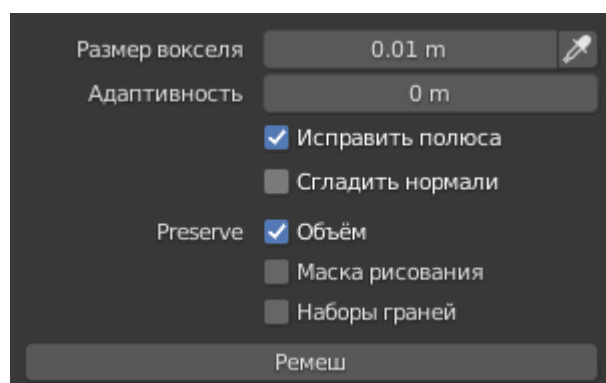 Размер вокселя 0.01 m
Адаптивность 0 m
Исправить полюса
Сгладить нормали
Preserve Объём
Маска рисования
Наборы граней
Ремеш